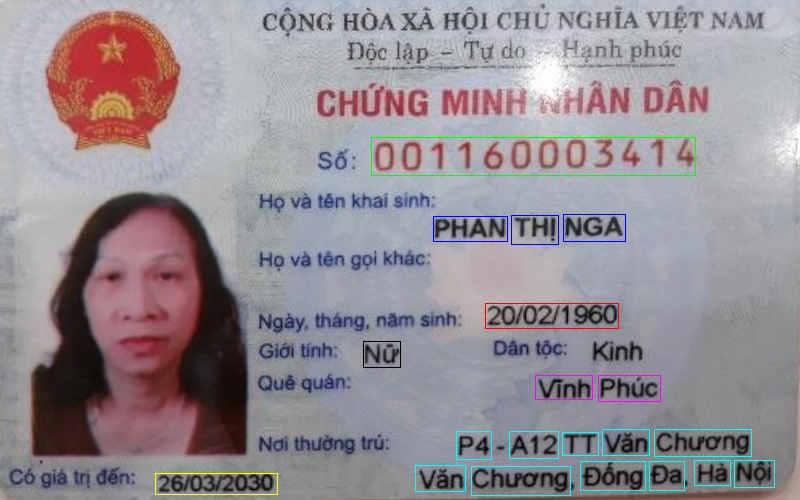 CỘNG HÒA XÃ HỘI CHỦ NGHĨA VIỆT NAM
Độc lập - Tự do - Hạnh phúc
CHỨNG MINH NHÂN DÂN
Số: 001160003414
Họ và tên khai sinh:
PHAN THỊ NGA
Họ và tên gọi khác:
Ngày, tháng, năm sinh: 20/02/1960
Giới tính: Nữ Dân tộc: Kinh
Quê quán: Vĩnh Phúc
Nơi thường trú: P4 - A12 TT Văn Chương
Văn Chương, Đống Đa, Hà Nội
Có giá trị đến: 26/03/2030